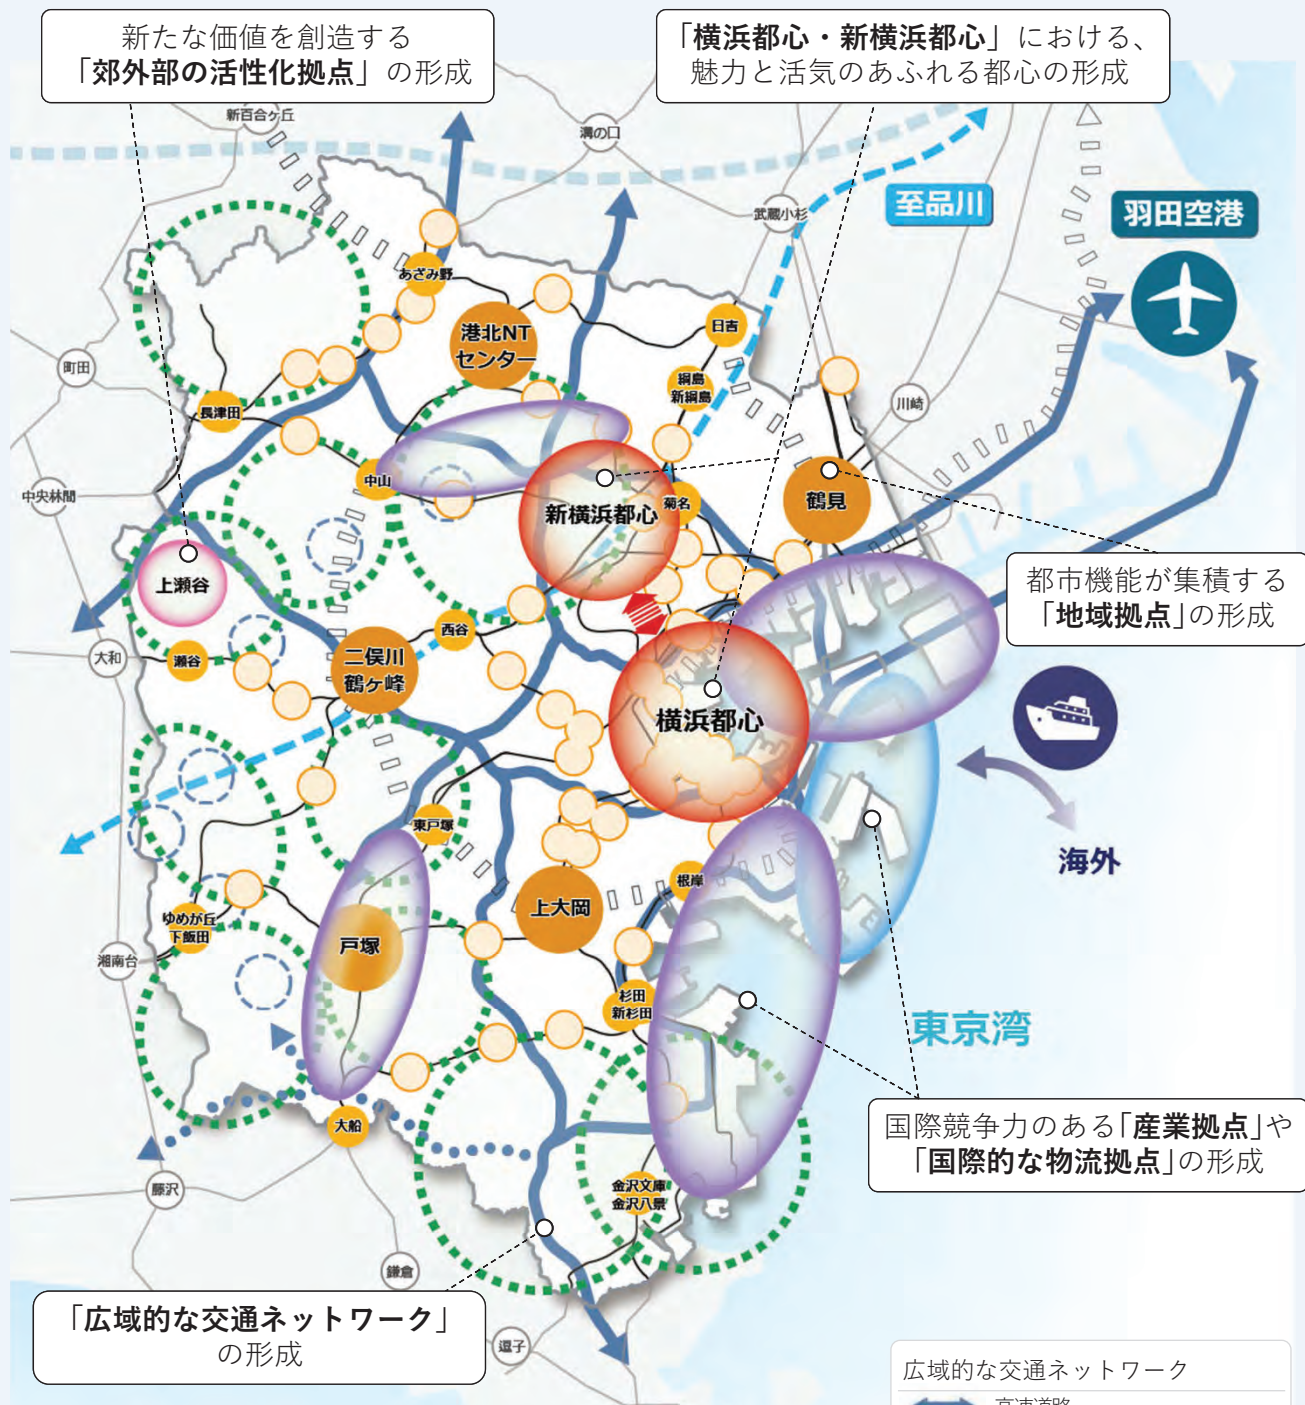 新たな価値を創造する
「郊外部の活性化拠点」の形成
「横浜都心・新横浜都心」における、
魅力と活気のあふれる都心の形成
新百合ヶ丘
溝の口
武蔵小杉
至品川
羽田空港
あざみ野
港北NT
センター
日吉
綱島
新綱島
町田
長津田
川崎
中央林間
中山
新横浜都心
菊名
鶴見
上瀬谷
都市機能が集積する
「地域拠点」の形成
大和
瀬谷
西谷
二俣川
鶴ヶ峰
横浜都心
東戸塚
海外
根岸
上大岡
ゆめが丘
下飯田
戸塚
湘南台
杉田
新杉田
東京湾
大船
国際競争力のある「産業拠点」や
「国際的な物流拠点」の形成
藤沢
金沢文庫
金沢八景
鎌倉
「広域的な交通ネットワーク」
の形成
逗子
広域的な交通ネットワーク
高速道路